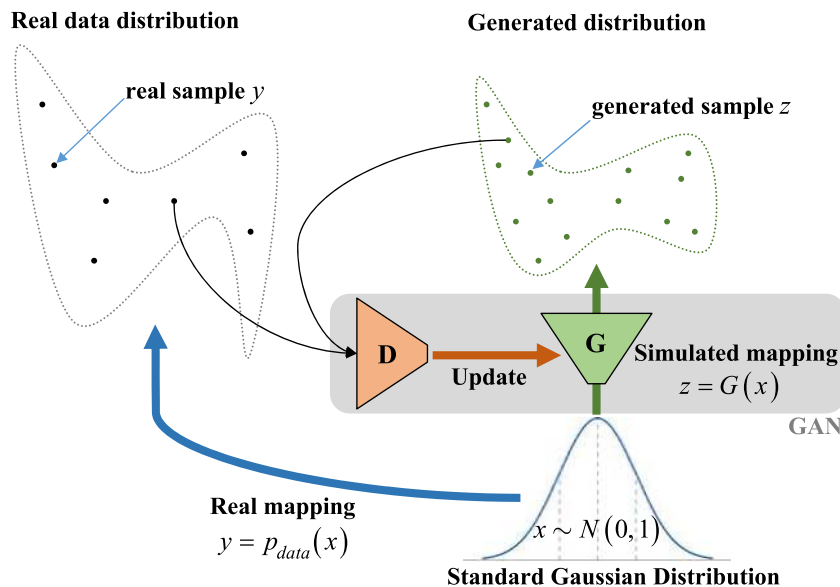 Real data distribution
Generated distribution
real sample y
generated sample z
D
G
Update
Simulated mapping
z = G(x)
GAN
Real mapping
y = p_data(x)
x ~ N(0,1)
Standard Gaussian Distribution